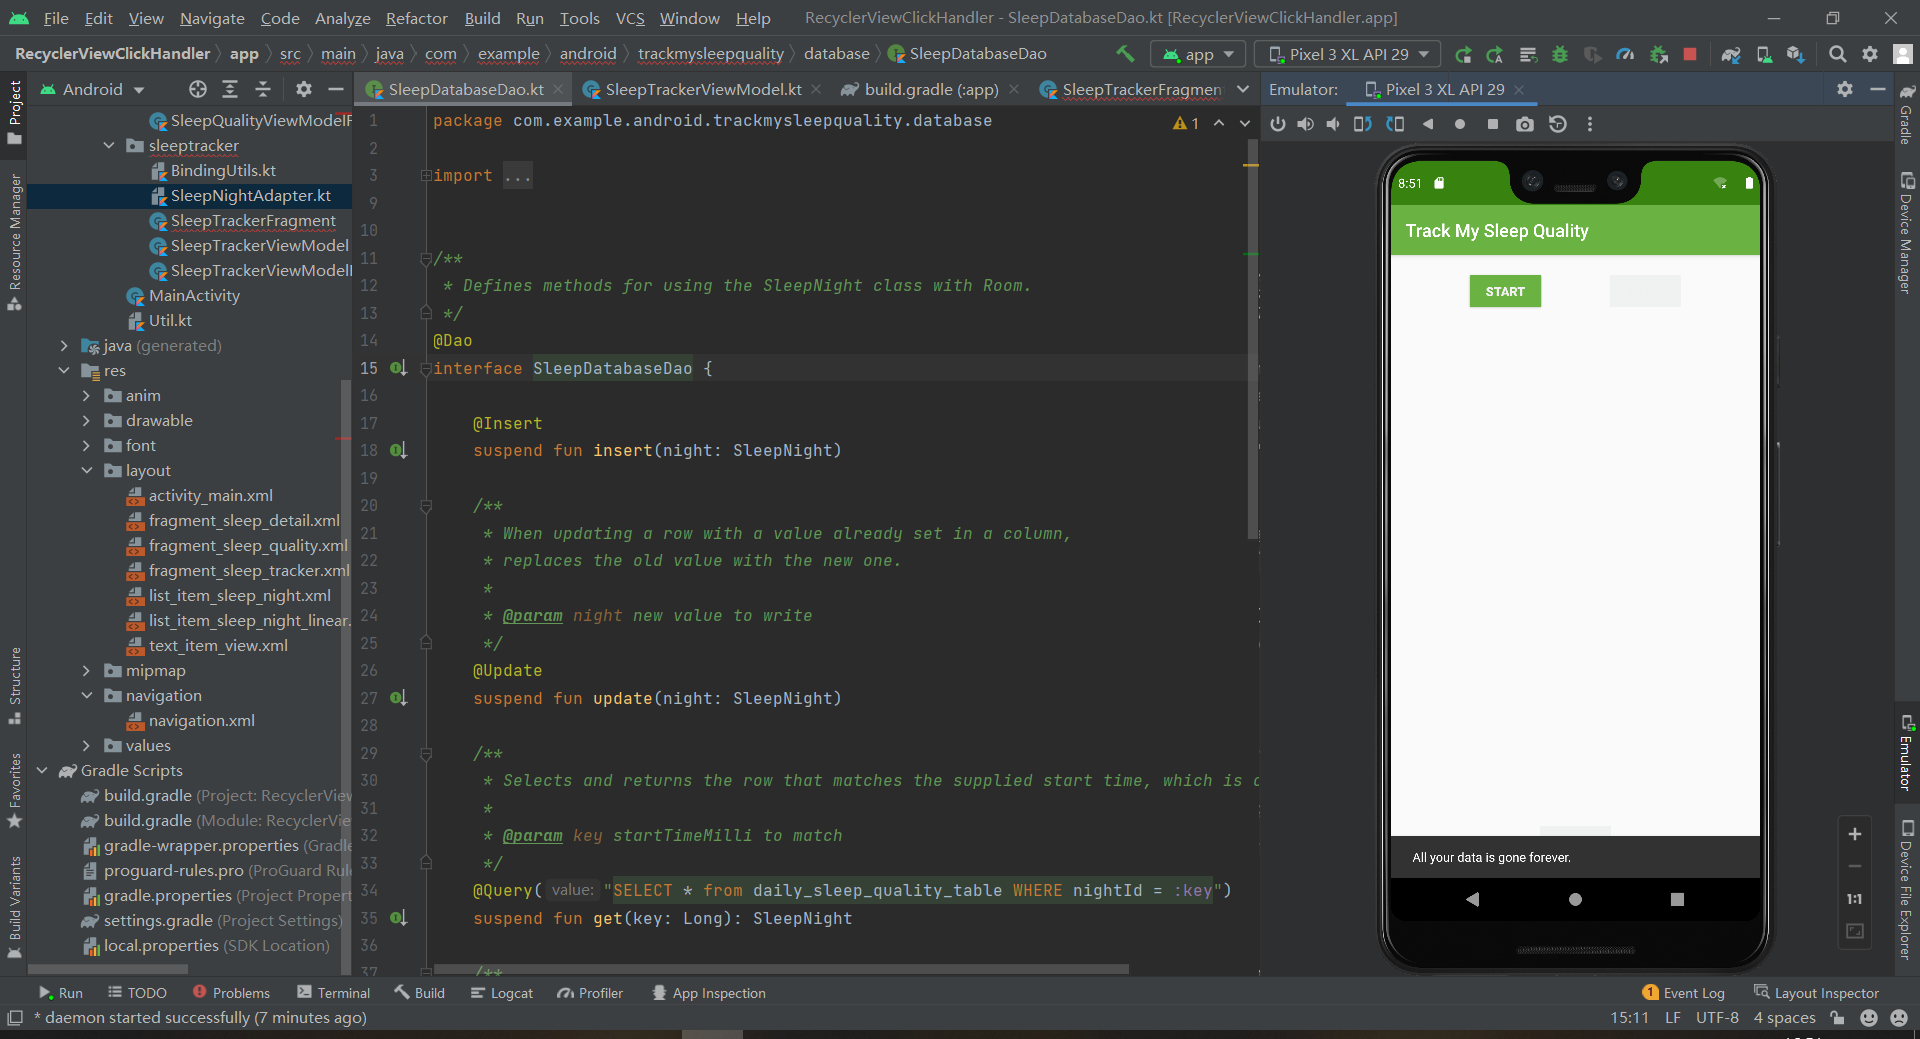 File Edit View Navigate Code Analyze Refactor Build Run Tools VCS Window Help RecyclerViewClickHandler - SleepDatabaseDao.kt [RecyclerViewClickHandler.app]
RecyclerViewClickHandler app src main java com example android trackmysleepquality database SleepDatabaseDao app Pixel 3 XL API 29
Android
SleepDatabaseDao.kt SleepTrackerViewModel.kt build.gradle (:app) SleepTrackerFragmen
Emulator: Pixel 3 XL API 29
Project
Resource Manager
Structure
Favorites
Build Variants
SleepQualityViewModelF
sleeptracker
BindingUtils.kt
SleepNightAdapter.kt
SleepTrackerFragment
SleepTrackerViewModel
SleepTrackerViewModel
MainActivity
Util.kt
java (generated)
res
anim
drawable
font
layout
activity_main.xml
fragment_sleep_detail.xml
fragment_sleep_quality.xml
fragment_sleep_tracker.xml
list_item_sleep_night.xml
list_item_sleep_night_linear.
text_item_view.xml
mipmap
navigation
navigation.xml
values
Gradle Scripts
build.gradle (Project: RecyclerView
build.gradle (Module: RecyclerVie
gradle-wrapper.properties (Gradle
proguard-rules.pro (ProGuard Rul
gradle.properties (Project Propert
settings.gradle (Project Settings)
local.properties (SDK Location)
1 package com.example.android.trackmysleepquality.database
1
2
3 import ...
9
10
11 /**
12 * Defines methods for using the SleepNight class with Room.
13 */
14 @Dao
15 interface SleepDatabaseDao {
16
17 @Insert
18 suspend fun insert(night: SleepNight)
19
20 /**
21 * When updating a row with a value already set in a column,
22 * replaces the old value with the new one.
23 *
24 * @param night new value to write
25 */
26 @Update
27 suspend fun update(night: SleepNight)
28
29 /**
30 * Selects and returns the row that matches the supplied start time, which is
31 *
32 * @param key startTimeMilli to match
33 */
34 @Query( value: "SELECT * from daily_sleep_quality_table WHERE nightId = :key")
35 suspend fun get(key: Long): SleepNight
36
37 /**
8:51
Track My Sleep Quality
START
All your data is gone forever.
1:1
Gradle
Device Manager
Emulator
Device File Explorer
Run TODO Problems Terminal Build Logcat Profiler App Inspection 1 Event Log Layout Inspector
* daemon started successfully (7 minutes ago) 15:11 LF UTF-8 4 spaces